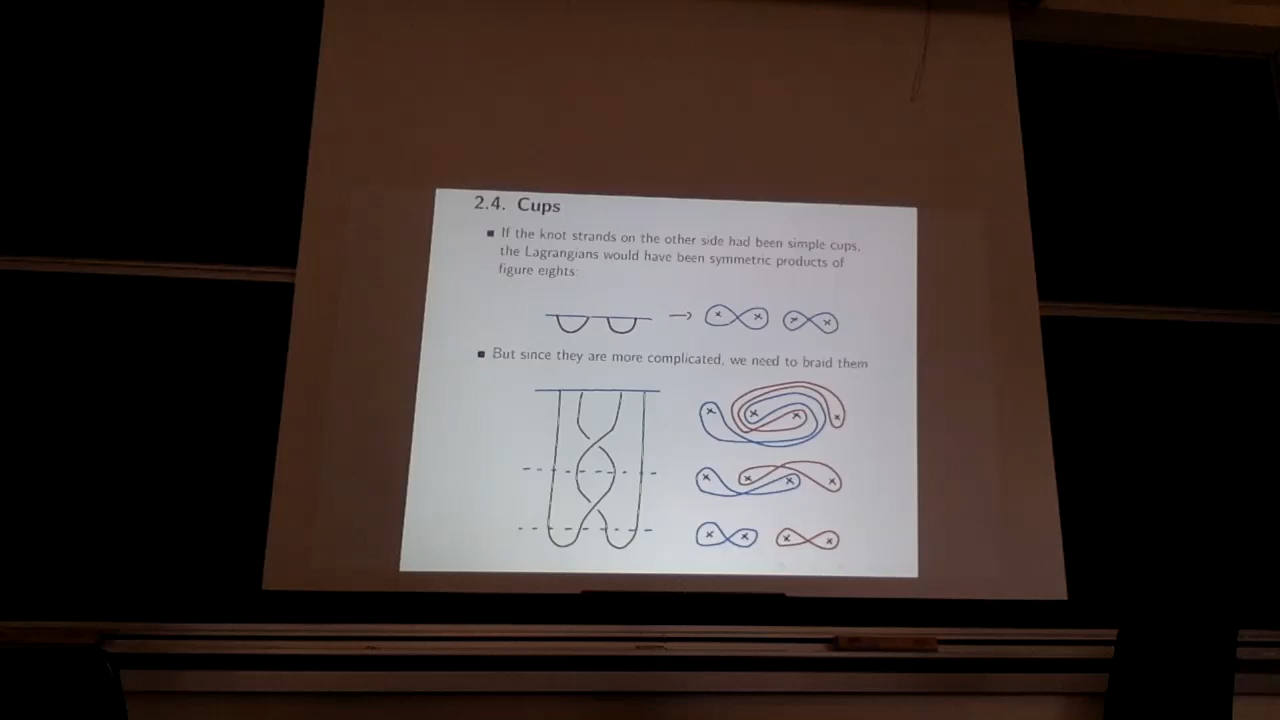 2.4. Cups
If the knot strands on the other side had been simple cups,
the Lagrangians would have been symmetric products of
figure eights:
But since they are more complicated, we need to braid them